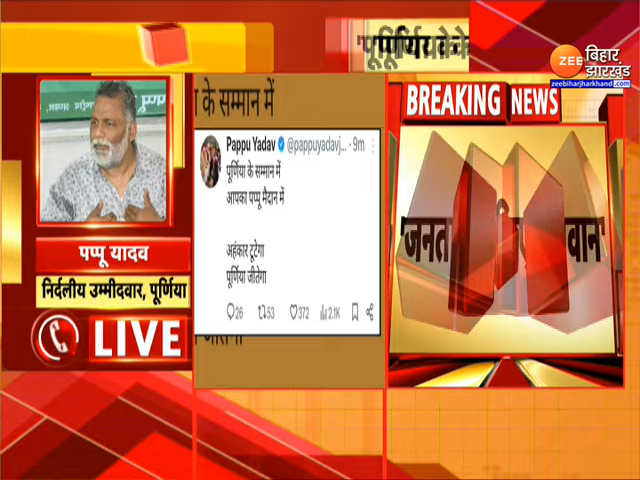 ZEE बिहार झारखंड
zeebiharjharkhand.com
BREAKING NEWS
के सम्मान में
Pappu Yadav @pappuyadavj... · 9m
पूर्णिया के सम्मान में
आपका पप्पू मैदान में
अहंकार टूटेगा
पूर्णिया जीतेगा
26 53 372 2.1K
पप्पू यादव
निर्दलीय उम्मीदवार, पूर्णिया
LIVE
'जनत
वान'